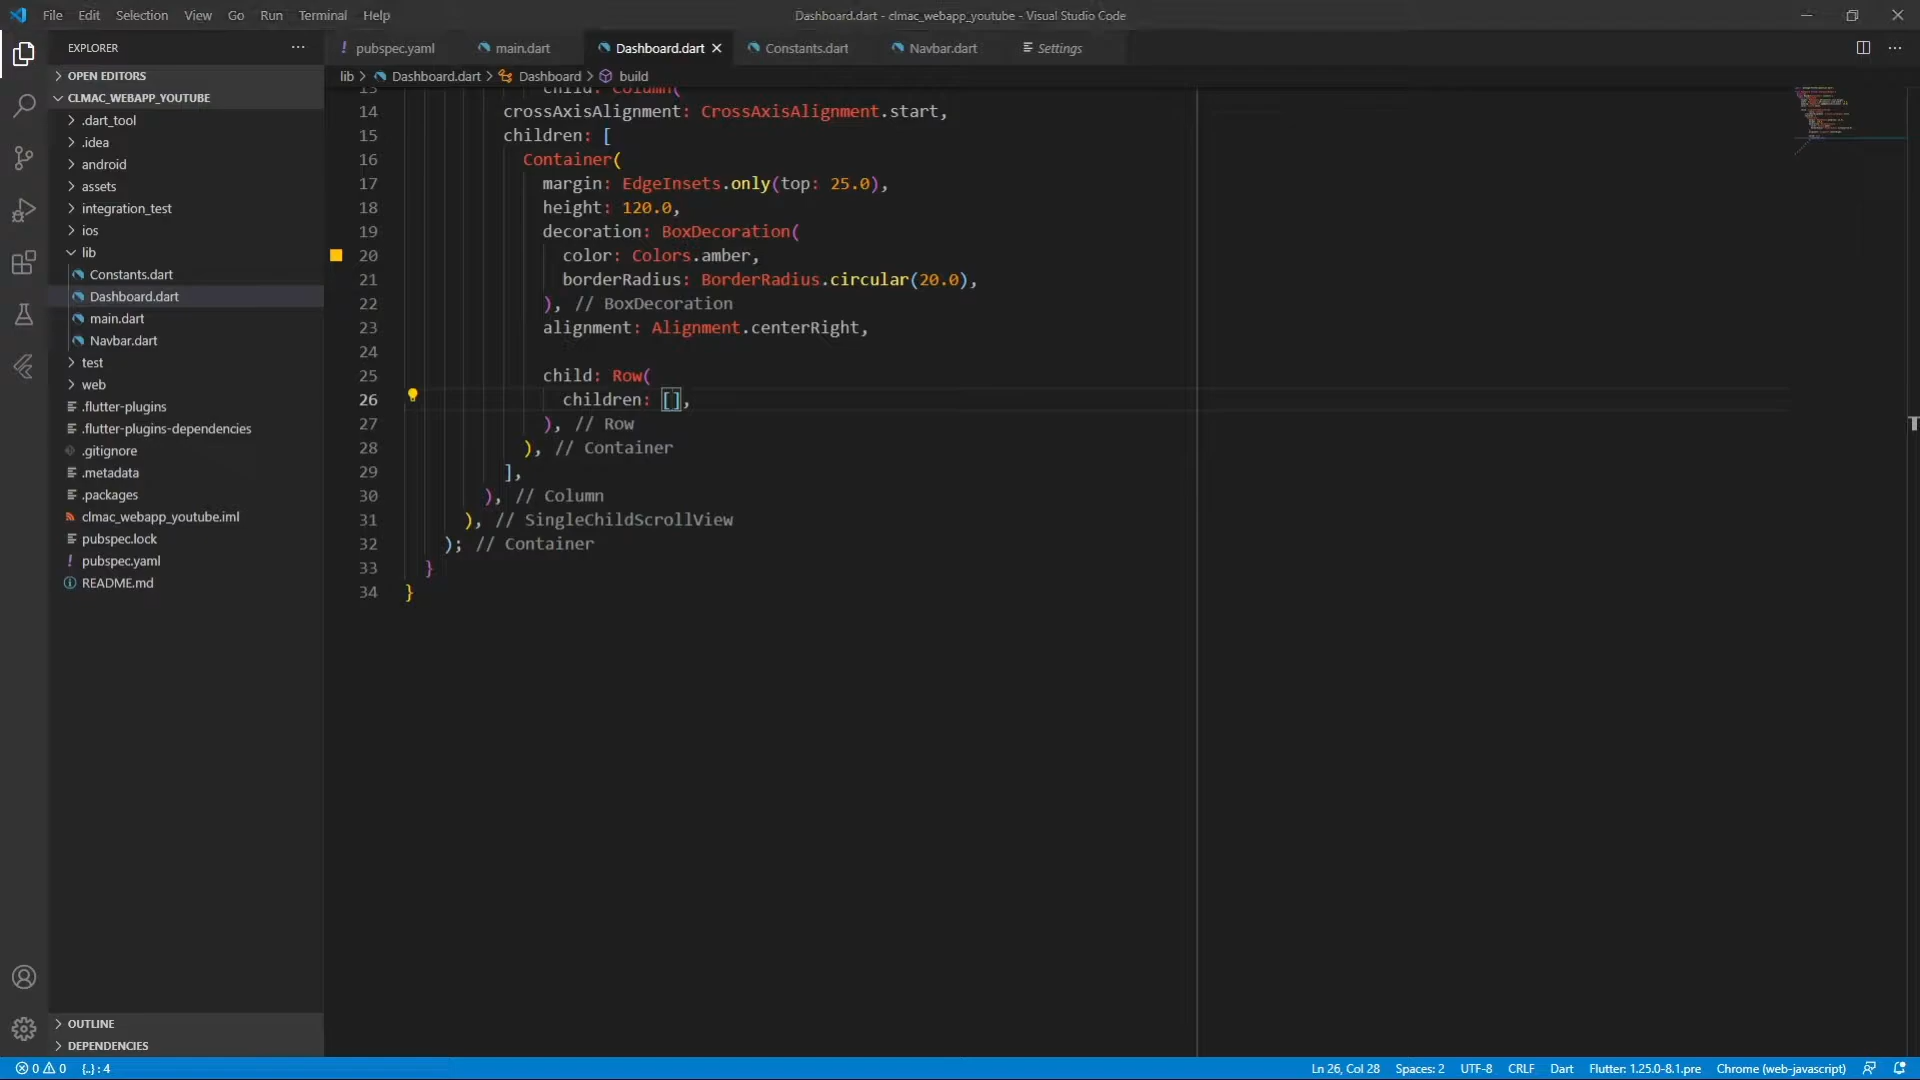 File Edit Selection View Go Run Terminal Help
Dashboard.dart - clmac_webapp_youtube - Visual Studio Code
EXPLORER
OPEN EDITORS
CLMAC_WEBAPP_YOUTUBE
.dart_tool
.idea
android
assets
integration_test
ios
lib
Constants.dart
Dashboard.dart
main.dart
Navbar.dart
test
web
.flutter-plugins
.flutter-plugins-dependencies
.gitignore
.metadata
.packages
clmac_webapp_youtube.iml
pubspec.lock
! pubspec.yaml
README.md
OUTLINE
DEPENDENCIES
! pubspec.yaml main.dart Dashboard.dart Constants.dart Navbar.dart Settings
lib > Dashboard.dart > Dashboard > build
13 child: Column(
14 crossAxisAlignment: CrossAxisAlignment.start,
15 children: [
16 Container(
17 margin: EdgeInsets.only(top: 25.0),
18 height: 120.0,
19 decoration: BoxDecoration(
20 color: Colors.amber,
21 borderRadius: BorderRadius.circular(20.0),
22 ), // BoxDecoration
23 alignment: Alignment.centerRight,
24
25 child: Row(
26 children: [],
27 ), // Row
28 ), // Container
29 ],
30 ), // Column
31 ), // SingleChildScrollView
32 ); // Container
33 }
34 }
0 0 {..} : 4
Ln 26, Col 28 Spaces: 2 UTF-8 CRLF Dart Flutter: 1.25.0-8.1.pre Chrome (web-javascript)